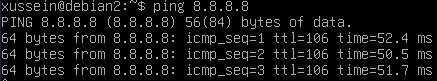 xussein@debian2:~$ ping 8.8.8.8
PING 8.8.8.8 (8.8.8.8) 56(84) bytes of data.
64 bytes from 8.8.8.8: icmp_seq=1 ttl=106 time=52.4 ms
64 bytes from 8.8.8.8: icmp_seq=2 ttl=106 time=50.5 ms
64 bytes from 8.8.8.8: icmp_seq=3 ttl=106 time=51.7 ms